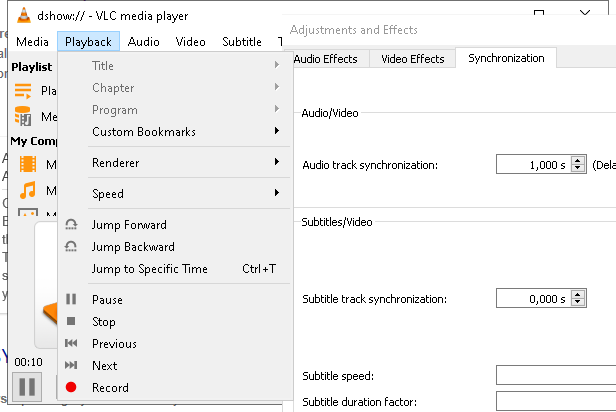 dshow:// - VLC media player
Adjustments and Effects
Media Playback Audio Video Subtitle T
Audio Effects Video Effects Synchronization
Playlist
Pla
Me
My Comp
M
M
M
Title
Chapter
Program
Custom Bookmarks
Renderer
Speed
Jump Forward
Jump Backward
Jump to Specific Time Ctrl+T
Pause
Stop
Previous
Next
Record
00:10
Audio/Video
Audio track synchronization: 1,000 s (Dela
Subtitles/Video
Subtitle track synchronization: 0,000 s
Subtitle speed:
Subtitle duration factor: